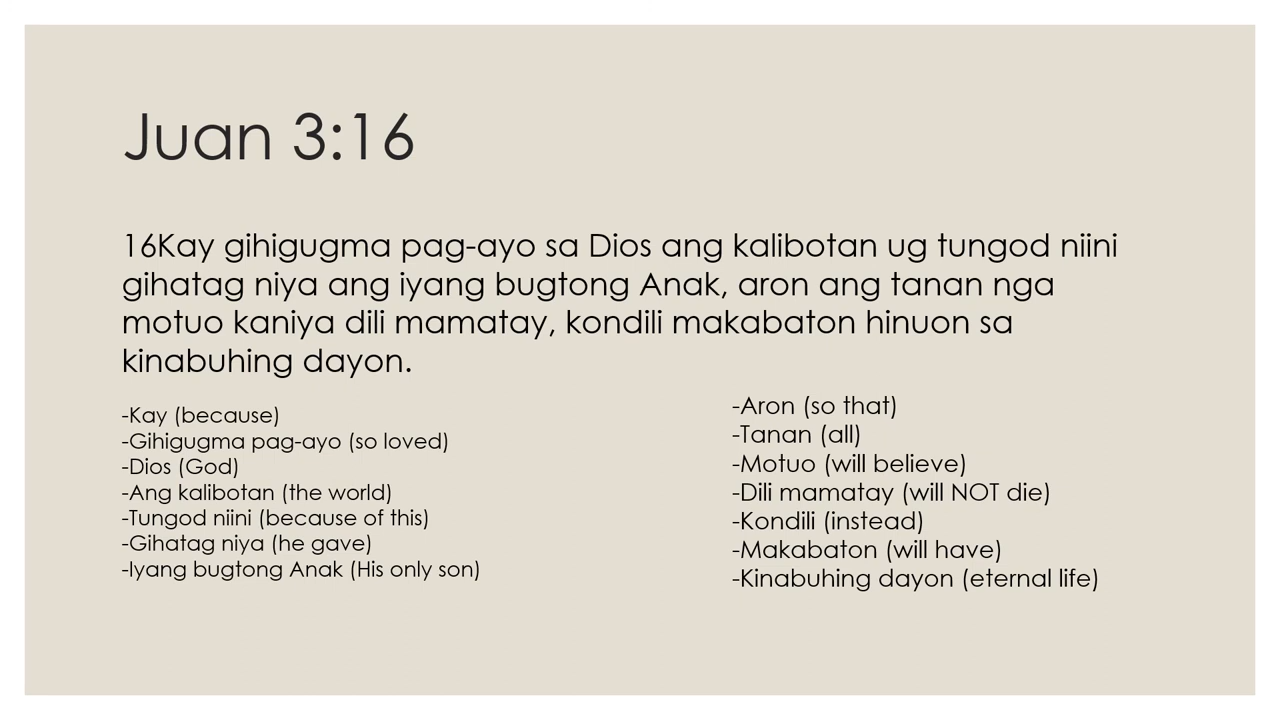 Juan 3:16
16Kay gihigugma pag-ayo sa Dios ang kalibotan ug tungod niini
gihatag niya ang iyang bugtong Anak, aron ang tanan nga
motuo kaniya dili mamatay, kondili makabaton hinuon sa
kinabuhing dayon.
-Kay (because)
-Gihigugma pag-ayo (so loved)
-Dios (God)
-Ang kalibotan (the world)
-Tungod niini (because of this)
-Gihatag niya (he gave)
-Iyang bugtong Anak (His only son)
-Aron (so that)
-Tanan (all)
-Motuo (will believe)
-Dili mamatay (will NOT die)
-Kondili (instead)
-Makabaton (will have)
-Kinabuhing dayon (eternal life)